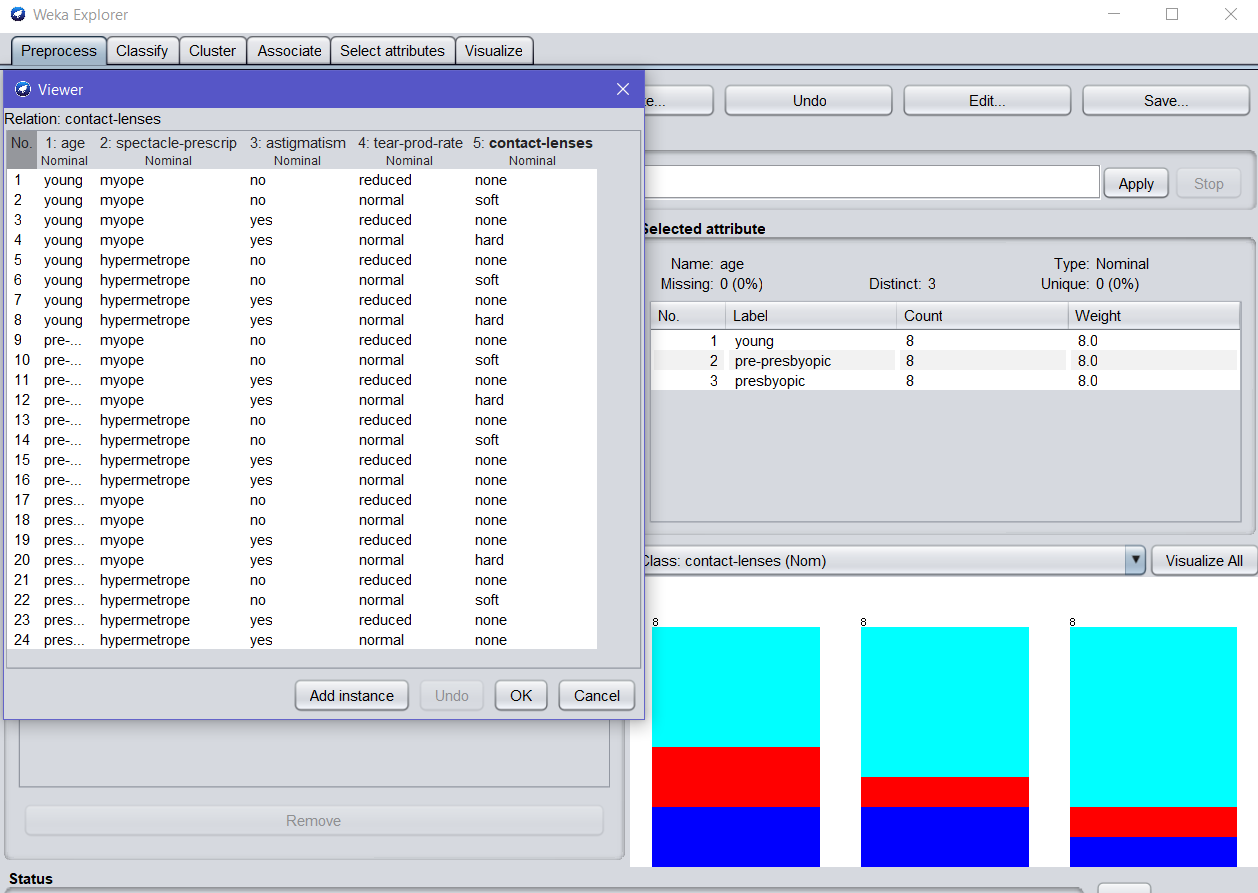 Weka Explorer
Preprocess Classify Cluster Associate Select attributes Visualize
Viewer
Relation: contact-lenses
No. 1: age 2: spectacle-prescrip 3: astigmatism 4: tear-prod-rate 5: contact-lenses
Nominal Nominal Nominal Nominal Nominal
1 young myope no reduced none
2 young myope no normal soft
3 young myope yes reduced none
4 young myope yes normal hard
5 young hypermetrope no reduced none
6 young hypermetrope no normal soft
7 young hypermetrope yes reduced none
8 young hypermetrope yes normal hard
9 pre-... myope no reduced none
10 pre-... myope no normal soft
11 pre-... myope yes reduced none
12 pre-... myope yes normal hard
13 pre-... hypermetrope no reduced none
14 pre-... hypermetrope no normal soft
15 pre-... hypermetrope yes reduced none
16 pre-... hypermetrope yes normal none
17 pres... myope no reduced none
18 pres... myope no normal none
19 pres... myope yes reduced none
20 pres... myope yes normal hard
21 pres... hypermetrope no reduced none
22 pres... hypermetrope no normal soft
23 pres... hypermetrope yes reduced none
24 pres... hypermetrope yes normal none
Add instance Undo OK Cancel
Remove
Status
e... Undo Edit... Save...
Apply Stop
Selected attribute
Name: age Type: Nominal
Missing: 0 (0%) Distinct: 3 Unique: 0 (0%)
No. Label Count Weight
1 young 8 8.0
2 pre-presbyopic 8 8.0
3 presbyopic 8 8.0
Class: contact-lenses (Nom) Visualize All
8 8 8